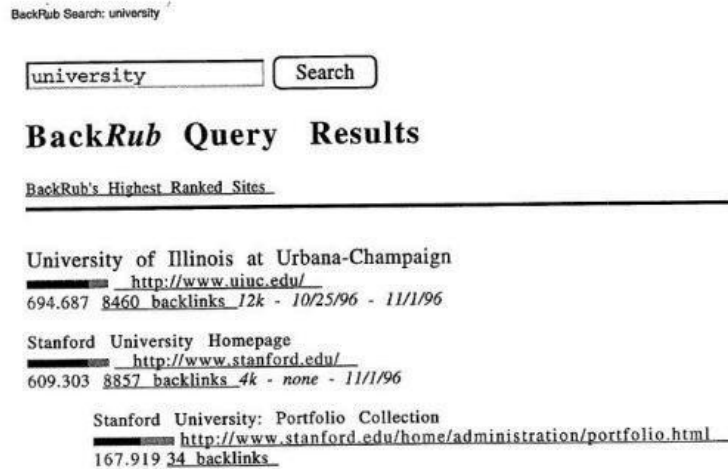 BackRub Search: university
university Search
BackRub Query Results
BackRub's Highest Ranked Sites
University of Illinois at Urbana-Champaign
http://www.uiuc.edu/
694.687 8460 backlinks 12k - 10/25/96 - 11/1/96
Stanford University Homepage
http://www.stanford.edu/
609.303 8857 backlinks 4k - none - 11/1/96
Stanford University: Portfolio Collection
http://www.stanford.edu/home/administration/portfolio.html
167.919 34 backlinks